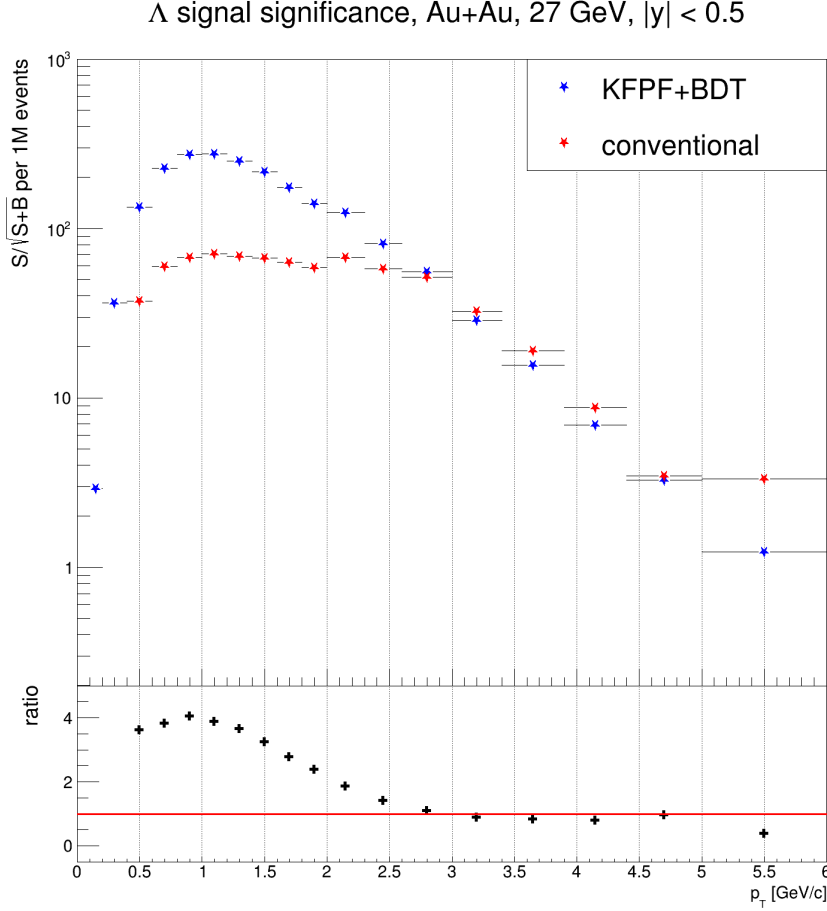 Λ signal significance, Au+Au, 27 GeV, |y| < 0.5
S/√S+B per 1M events
10³
10²
10
1
KFPF+BDT
conventional
ratio
4
2
0
0 0.5 1 1.5 2 2.5 3 3.5 4 4.5 5 5.5 6
p_T [GeV/c]